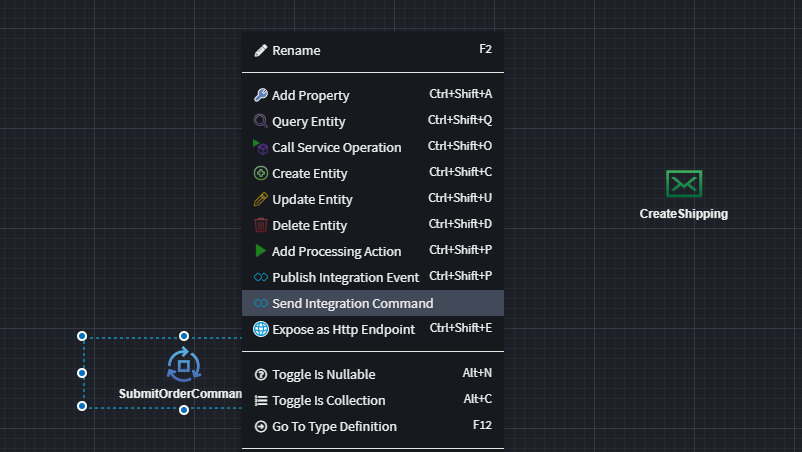 Rename F2
Add Property Ctrl+Shift+A
Query Entity Ctrl+Shift+Q
Call Service Operation Ctrl+Shift+O
Create Entity Ctrl+Shift+C
Update Entity Ctrl+Shift+U
Delete Entity Ctrl+Shift+D
Add Processing Action Ctrl+Shift+P
Publish Integration Event Ctrl+Shift+P
Send Integration Command
Expose as Http Endpoint Ctrl+Shift+E
Toggle Is Nullable Alt+N
Toggle Is Collection Alt+C
Go To Type Definition F12
SubmitOrderComman
CreateShipping